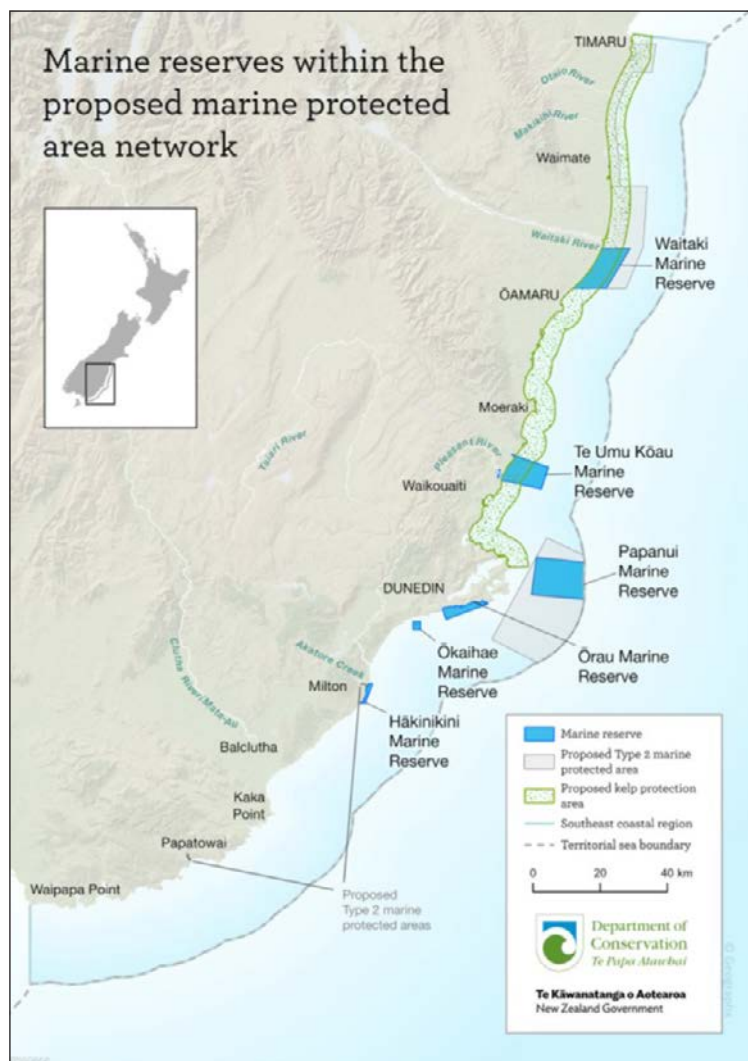 Marine reserves within the
proposed marine protected
area network
TIMARU
Otaio River
Makikihi River
Waimate
Waitaki River
Waitaki
Marine
Reserve
ŌAMARU
Moeraki
Pleasant River
Taiari River
Te Umu Kōau
Marine
Reserve
Waikouaiti
Papanui
Marine
Reserve
DUNEDIN
Ōrau Marine
Reserve
Ōkaihae
Marine
Reserve
Akatore Creek
Milton
Clutha River/Mata-Au
Häkinikini
Marine
Reserve
Balclutha
Kaka
Point
Papatowai
Waipapa Point
Proposed
Type 2 marine
protected areas
Marine reserve
Proposed Type 2 marine
protected area
Proposed kelp protection
area
Southeast coastal region
Territorial sea boundary
0 20 40 km
Department of
Conservation
Te Papa Atawhai
Te Kāwanatanga o Aotearoa
New Zealand Government